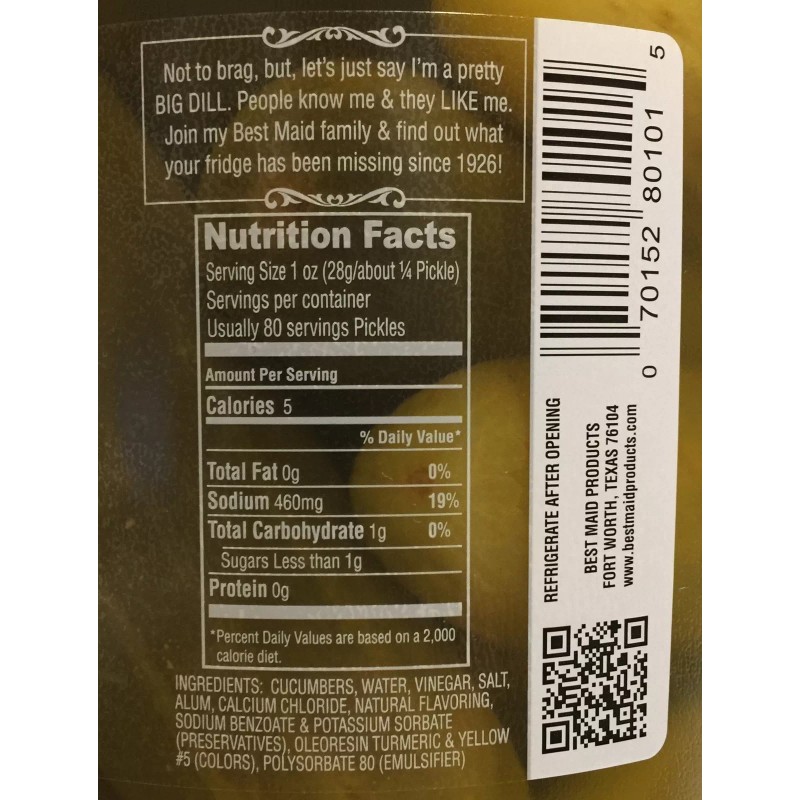 Not to brag, but, let's just say I'm a pretty
BIG DILL. People know me & they LIKE me.
Join my Best Maid family & find out what
your fridge has been missing since 1926!
Nutrition Facts
Serving Size 1 oz (28g/about ¼ Pickle)
Servings per container
Usually 80 servings Pickles
Amount Per Serving
Calories 5
% Daily Value*
Total Fat 0g 0%
Sodium 460mg 19%
Total Carbohydrate 1g 0%
Sugars Less than 1g
Protein 0g
*Percent Daily Values are based on a 2,000
calorie diet.
INGREDIENTS: CUCUMBERS, WATER, VINEGAR, SALT,
ALUM, CALCIUM CHLORIDE, NATURAL FLAVORING,
SODIUM BENZOATE & POTASSIUM SORBATE
(PRESERVATIVES), OLEORESIN TURMERIC & YELLOW
#5 (COLORS), POLYSORBATE 80 (EMULSIFIER)
0 70152 80101 5
REFRIGERATE AFTER OPENING
BEST MAID PRODUCTS
FORT WORTH, TEXAS 76104
www.bestmaidproducts.com